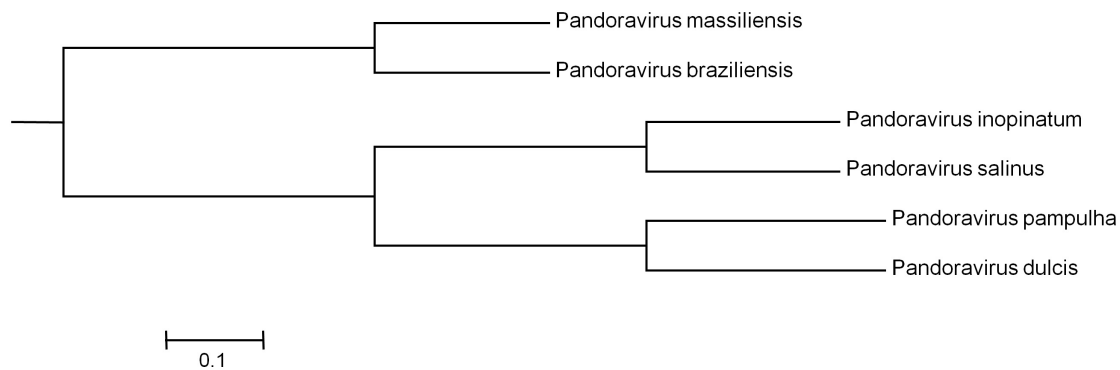 Pandoravirus massiliensis
Pandoravirus braziliensis
Pandoravirus inopinatum
Pandoravirus salinus
Pandoravirus pampulha
Pandoravirus dulcis
0.1